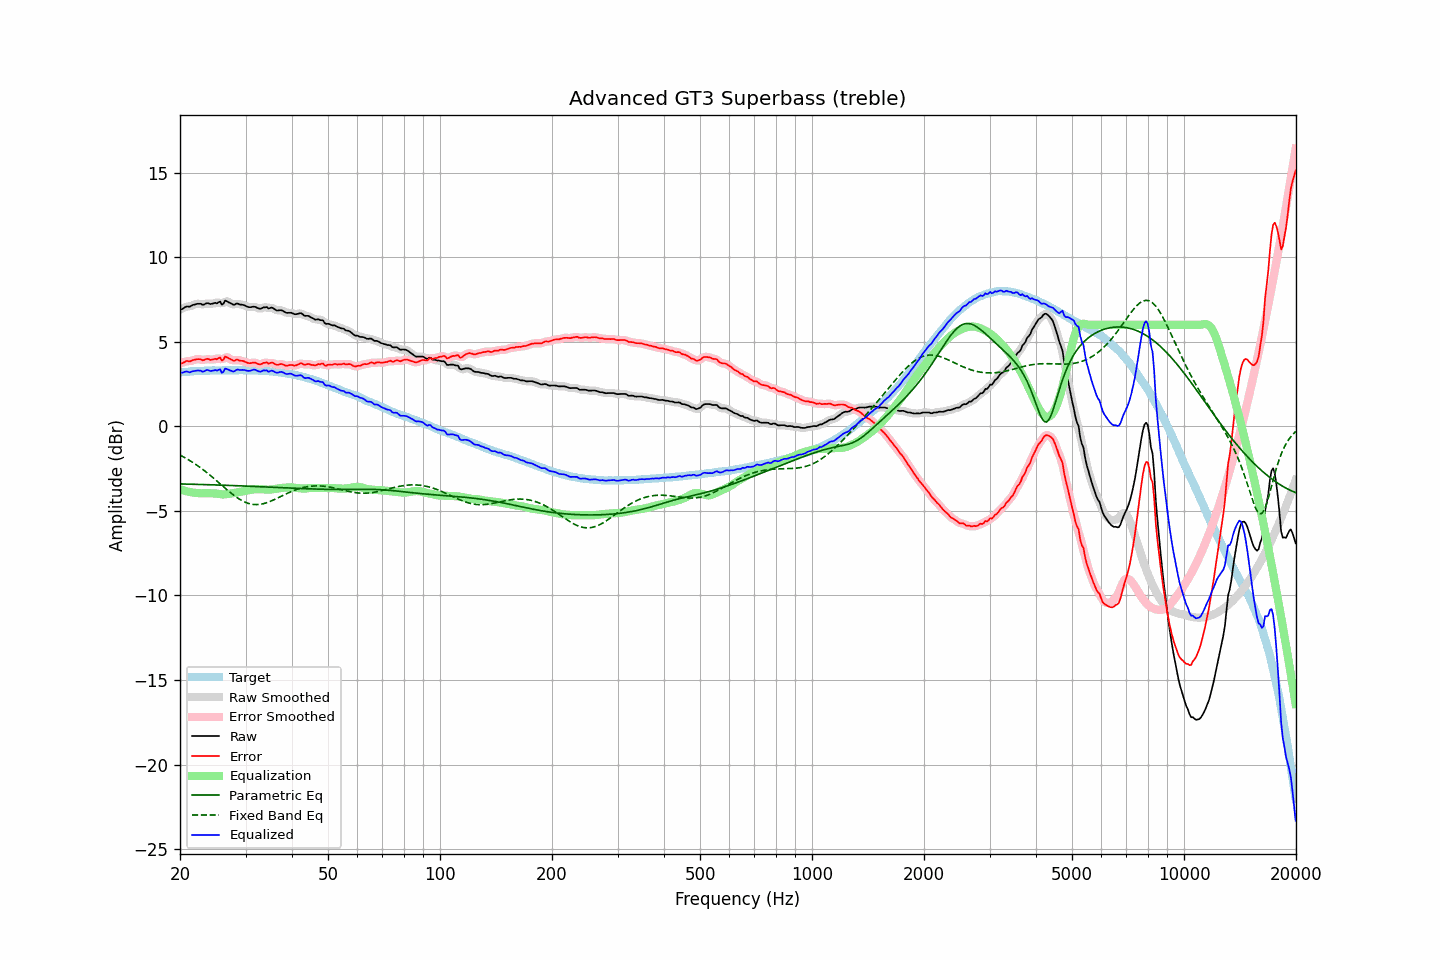 Advanced GT3 Superbass (treble)
Amplitude (dBr)
15
10
5
0
−5
−10
−15
−20
−25
Target
Raw Smoothed
Error Smoothed
Raw
Error
Equalization
Parametric Eq
Fixed Band Eq
Equalized
20 50 100 200 500 1000 2000 5000 10000 20000
Frequency (Hz)